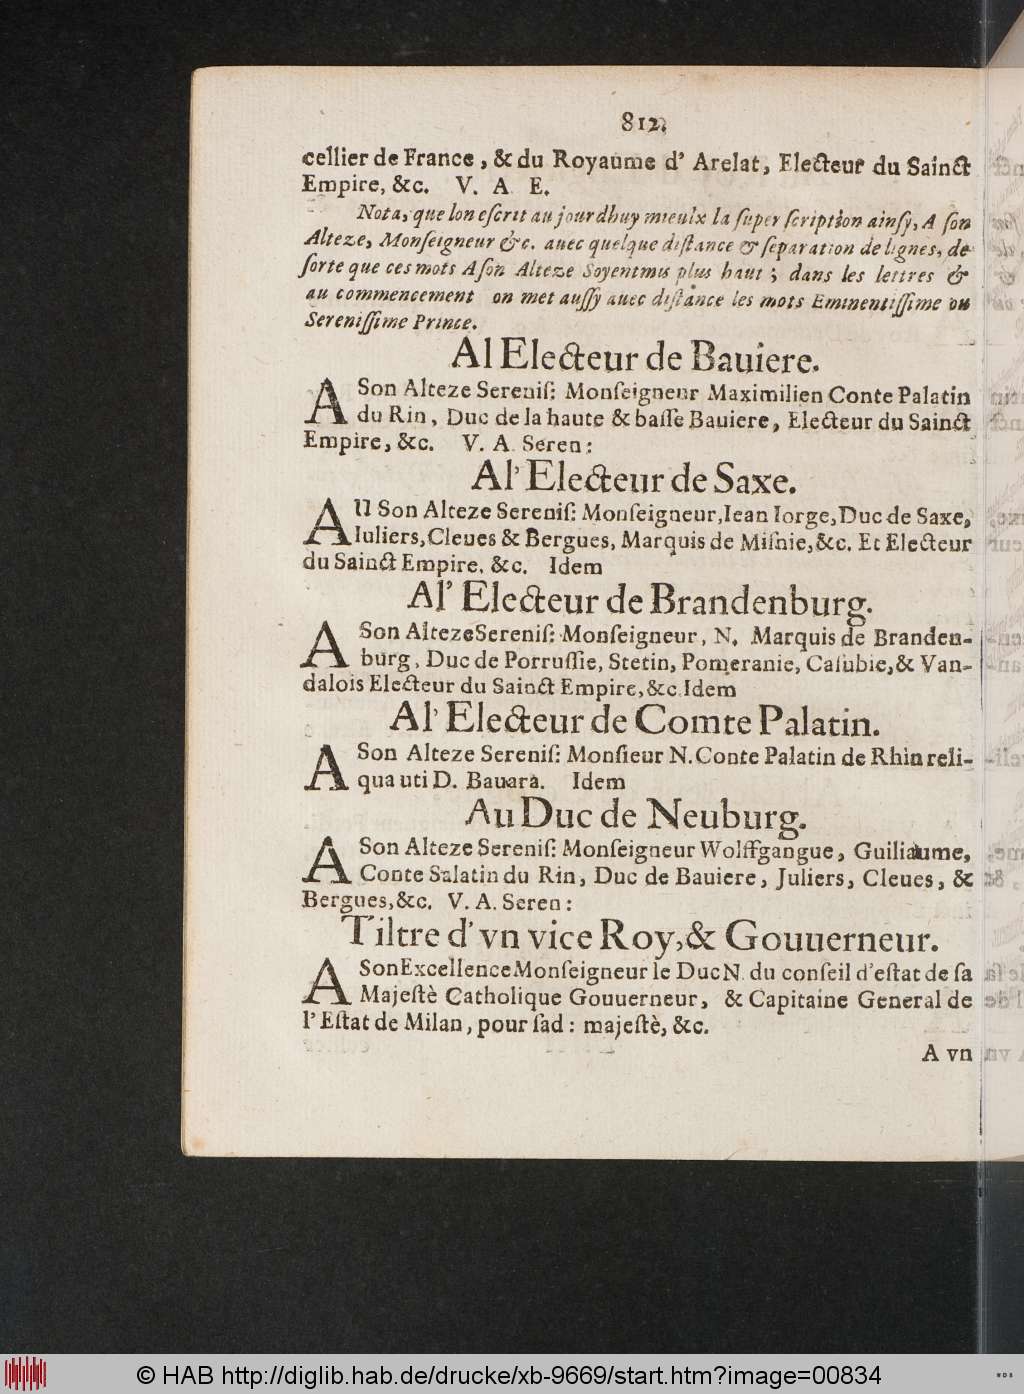 812.
cellier de France, & du Royaume d' Arelat, Electeur du Sainct
Empire, &c. V. A. E.
Nota, que lon eſcrit au jourdhuy mieulx la ſuper ſcription ainſy, A ſon
Alteze, Monſeigneur &c. auec quelque diſtance & ſeparation de lignes, de
ſorte que ces mots A ſon Alteze Soyentmis plus haut; dans les lettres &
au commencement on met auſſy auec diſtance les mots Eminentiſſime ou
Sereniſſime Prince.
Al Electeur de Bauiere.
A Son Alteze Sereniſ: Monſeigneur Maximilien Conte Palatin
du Rin, Duc de la haute & baſſe Bauiere, Electeur du Sainct
Empire, &c. V. A. Seren:
Al' Electeur de Saxe.
A ll Son Alteze Sereniſ: Monſeigneur, Iean Iorge, Duc de Saxe,
Iuliers, Cleues & Bergues, Marquis de Miſnie, &c. Et Electeur
du Sainct Empire, &c. Idem
Al' Electeur de Brandenburg.
A Son Alteze Sereniſ: Monſeigneur, N. Marquis de Branden-
burg, Duc de Porruſſie, Stetin, Pomeranie, Caſubie, & Van-
dalois Electeur du Sainct Empire, &c. Idem
Al' Electeur de Comte Palatin.
A Son Alteze Sereniſ: Monſieur N. Conte Palatin de Rhin reli-
qua uti D. Bavara. Idem
Au Duc de Neuburg.
A Son Alteze Sereniſ: Monſeigneur Wolffgangue, Guiliaume,
Conte Salatin du Rin, Duc de Bauiere, Juliers, Cleues, &
Bergues, &c. V. A. Seren:
Tiltre d' vn vice Roy, & Gouuerneur.
A Son Excellence Monſeigneur le Duc N. du conſeil d'eſtat de ſa
Majeſtè Catholique Gouuerneur, & Capitaine General de
l'Eſtat de Milan, pour ſad: majeſtè, &c.
A vn
© HAB http://diglib.hab.de/drucke/xb-9669/start.htm?image=00834